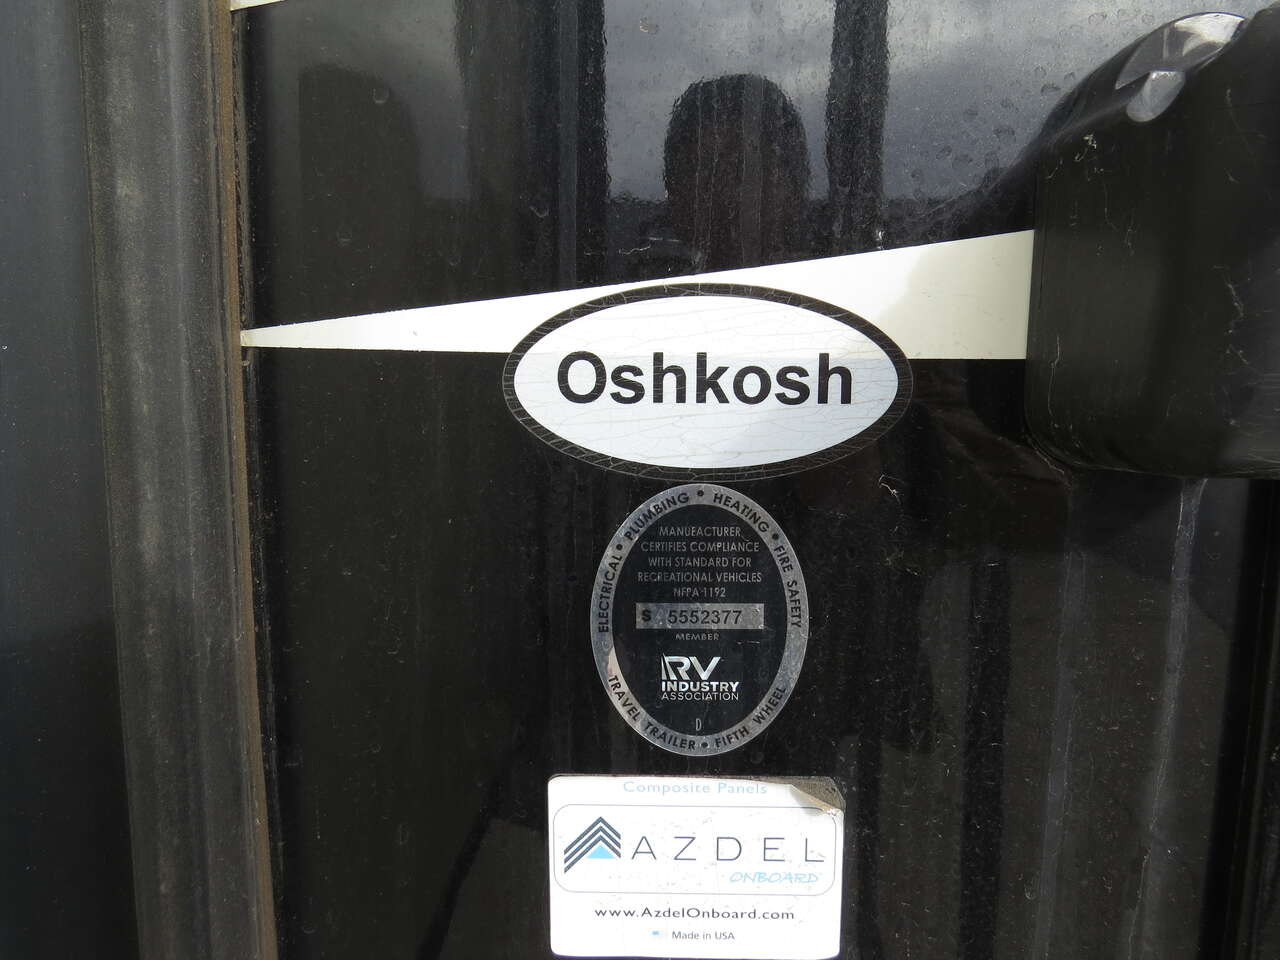 Oshkosh
ELECTRICAL • PLUMBING • HEATING • FIRE SAFETY
MANUFACTURER
CERTIFIES COMPLIANCE
WITH STANDARD FOR
RECREATIONAL VEHICLES
NFPA 1192
S 5552377
MEMBER
RV
INDUSTRY
ASSOCIATION
D
TRAVEL TRAILER • FIFTH WHEEL
Composite Panels
AZDEL
ONBOARD
www.AzdelOnboard.com
Made in USA